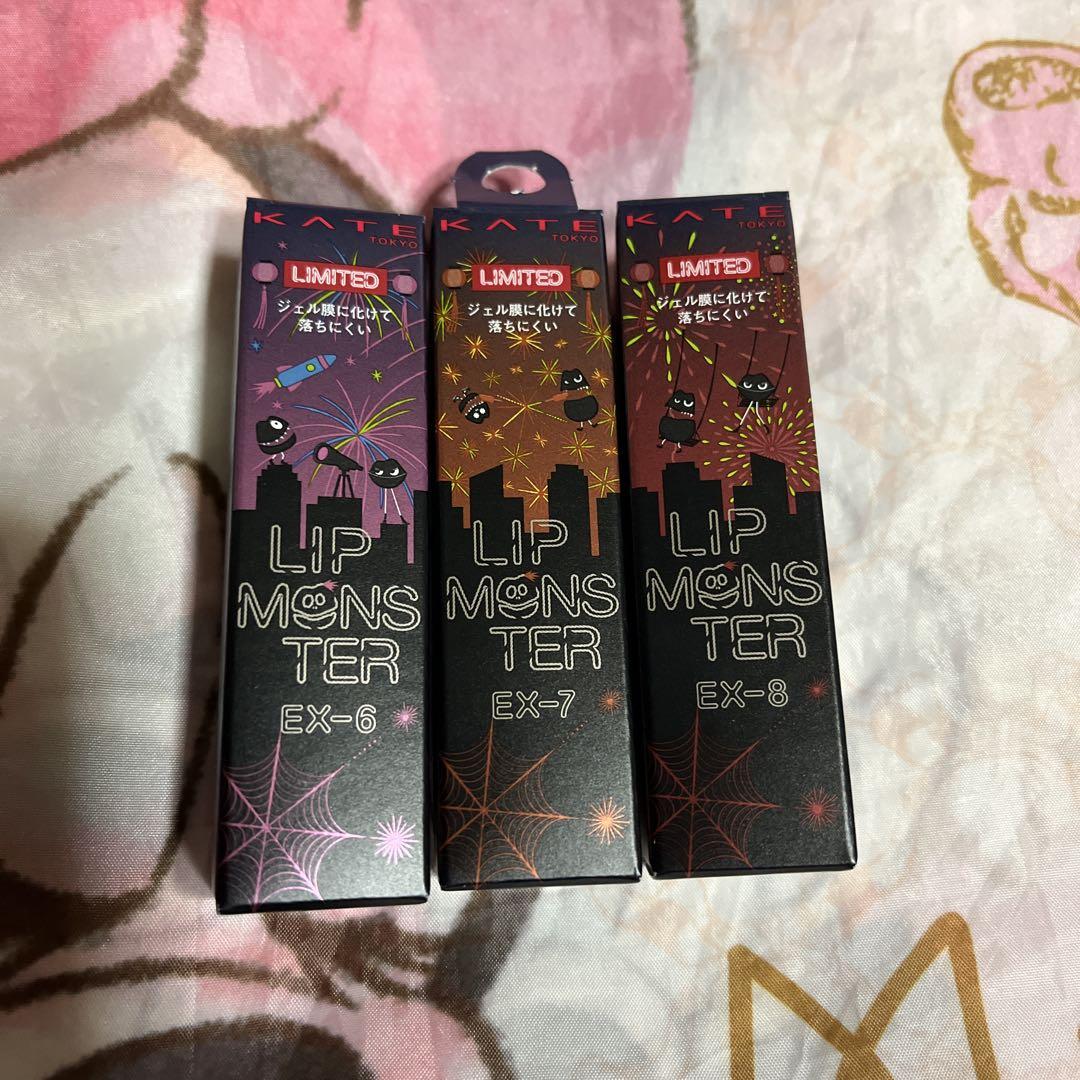 KATE
TOKYO
LIMITED
ジェル膜に化けて
落ちにくい
LIP
MONS
TER
EX-6
KATE
TOKYO
LIMITED
ジェル膜に化けて
落ちにくい
LIP
MONS
TER
EX-7
KATE
TOKYO
LIMITED
ジェル膜に化けて
落ちにくい
LIP
MONS
TER
EX-8